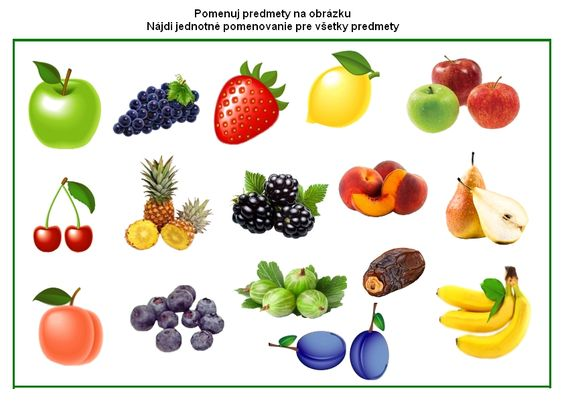 Pomenuj predmety na obrázku
Nájdi jednotné pomenovanie pre všetky predmety